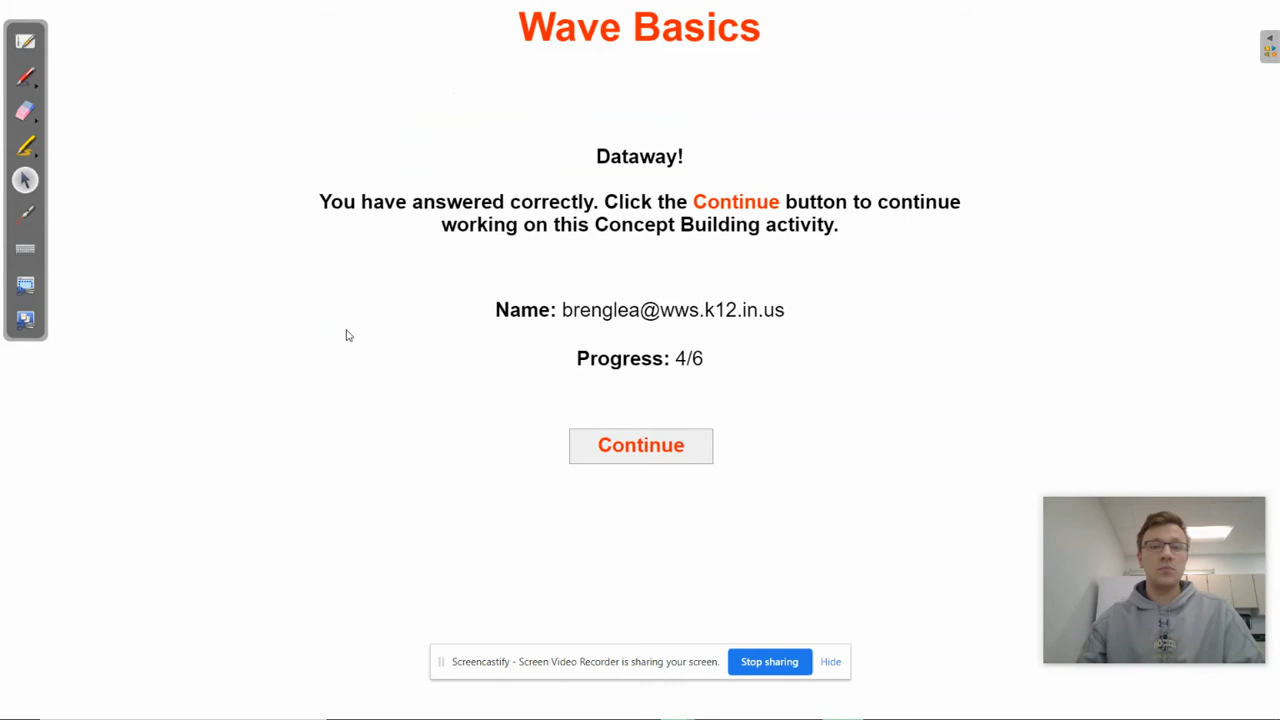 Wave Basics
Dataway!
You have answered correctly. Click the Continue button to continue
working on this Concept Building activity.
Name: brenglea@wws.k12.in.us
Progress: 4/6
Continue
Screencastify - Screen Video Recorder is sharing your screen.
Stop sharing
Hide